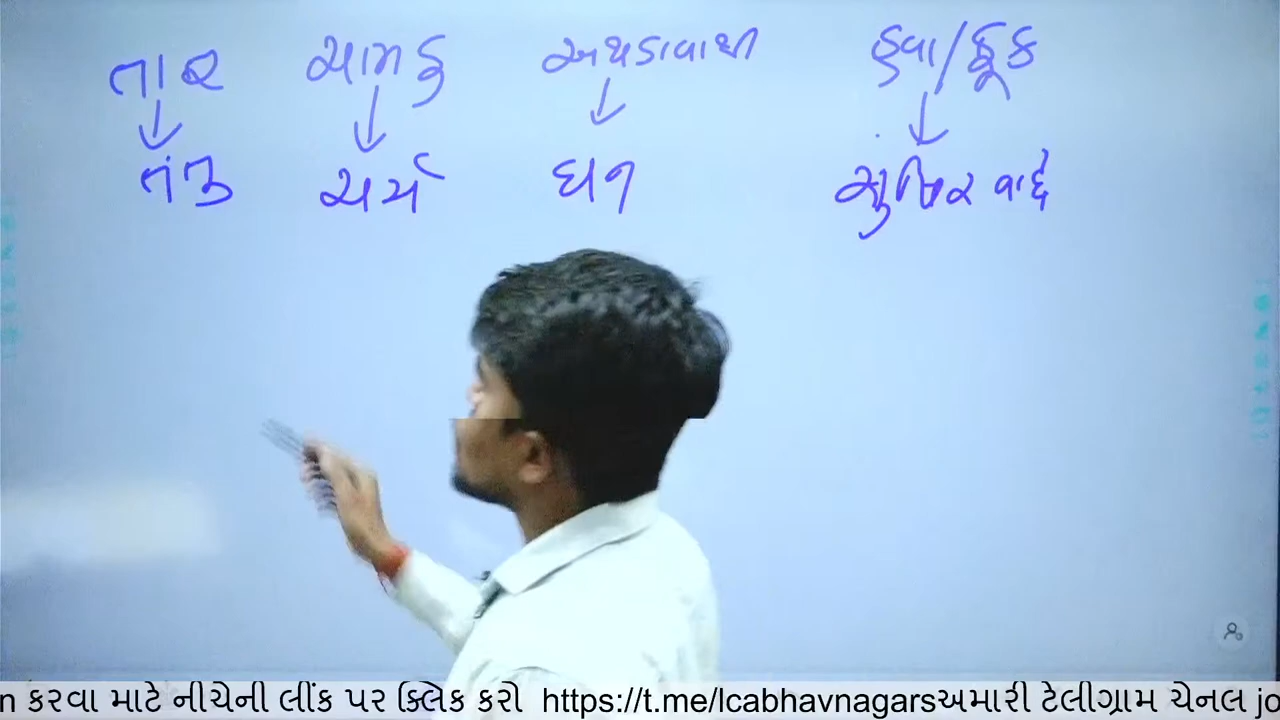 તાર ચામડુ અથડાવાથી હવા/ફૂંક
તંતુ ચર્મ ઘન સુષિર વાદ્ય
n કરવા માટે નીચેની લીંક પર ક્લિક કરો https://t.me/lcabhavnagarsઅમારી ટેલીગ્રામ ચેનલ jo